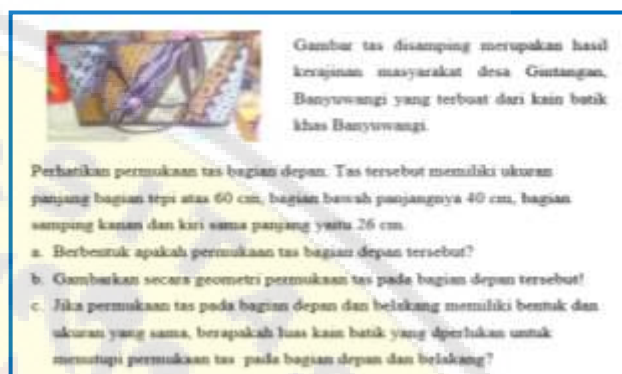 Gambar tas disamping merupakan hasil
kerajinan masyarakat desa Gintangan,
Banyuwangi yang terbuat dari kain batik
khas Banyuwangi.
Perhatikan permukaan tas bagian depan. Tas tersebut memiliki ukuran
panjang bagian tepi atas 60 cm, bagian bawah panjangnya 40 cm, bagian
samping kanan dan kiri sama panjang yaitu 26 cm.
a. Berbentuk apakah permukaan tas bagian depan tersebut?
b. Gambarkan secara geometri permukaan tas pada bagian depan tersebut!
c. Jika permukaan tas pada bagian depan dan belakang memiliki bentuk dan
ukuran yang sama, berapakah luas kain batik yang dperlukan untuk
menutupi permukaan tas pada bagian depan dan belakang?